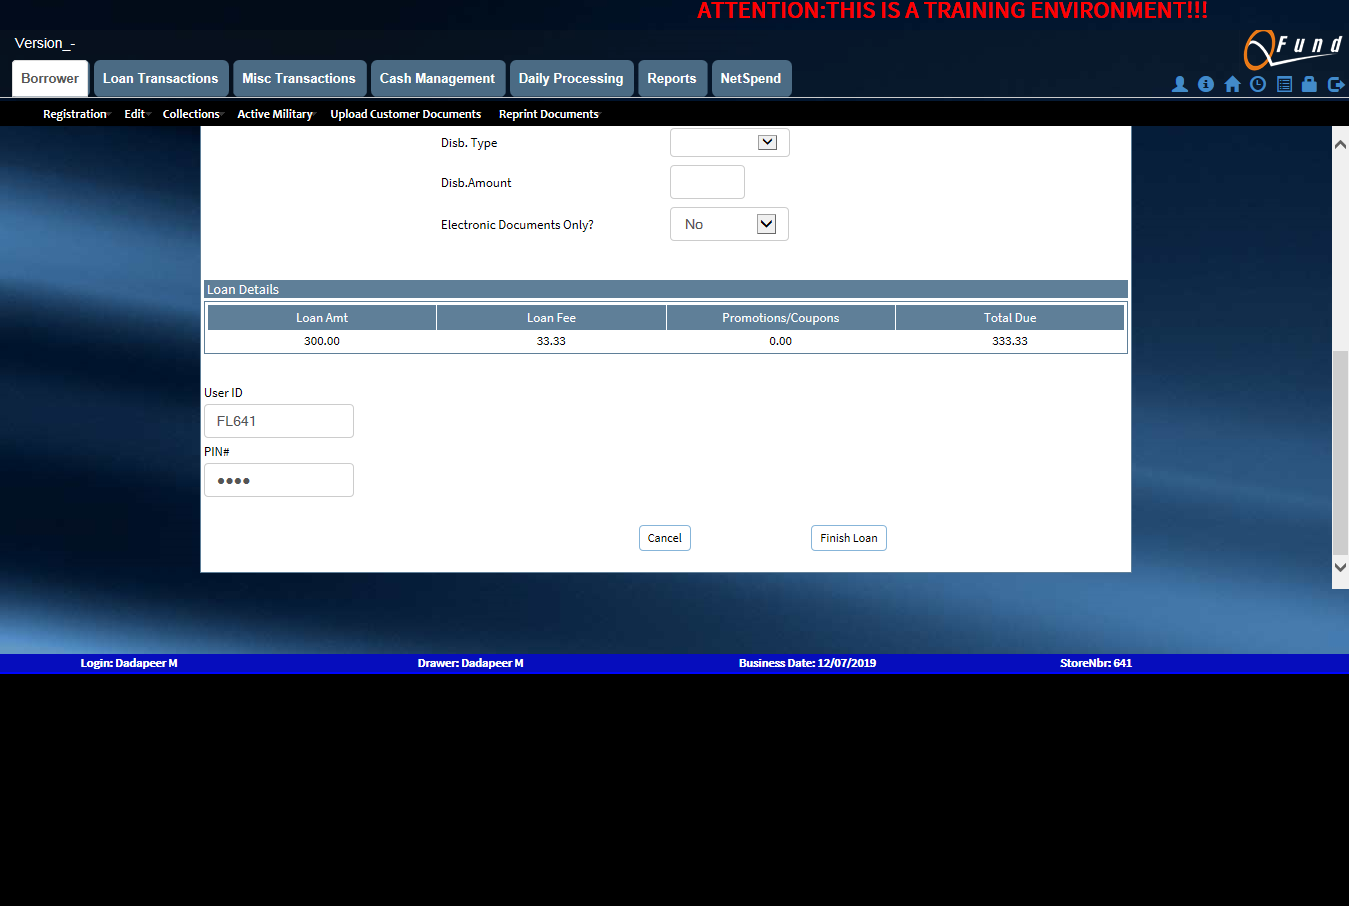 ATTENTION:THIS IS A TRAINING ENVIRONMENT!!!
Version_-
Fund
Borrower Loan Transactions Misc Transactions Cash Management Daily Processing Reports NetSpend
Registration Edit Collections Active Military Upload Customer Documents Reprint Documents
Disb. Type
Disb.Amount
Electronic Documents Only? No
Loan Details
Loan Amt Loan Fee Promotions/Coupons Total Due
300.00 33.33 0.00 333.33
User ID
FL641
PIN#
••••
Cancel Finish Loan
Login: Dadapeer M Drawer: Dadapeer M Business Date: 12/07/2019 StoreNbr: 641